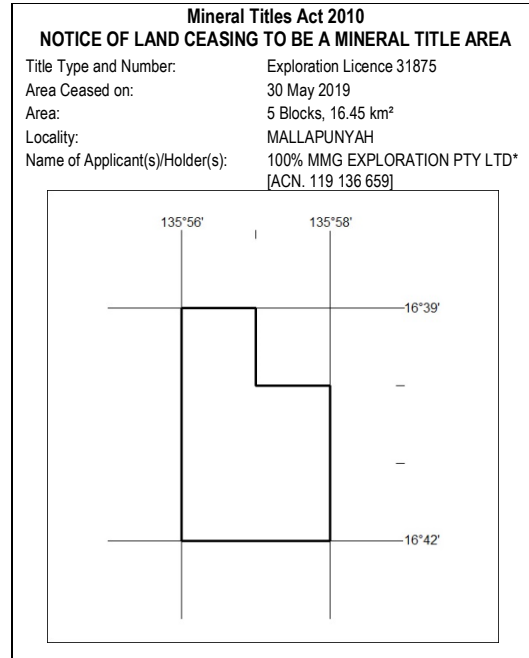 Mineral Titles Act 2010
NOTICE OF LAND CEASING TO BE A MINERAL TITLE AREA
Title Type and Number: Exploration Licence 31875
Area Ceased on: 30 May 2019
Area: 5 Blocks, 16.45 km²
Locality: MALLAPUNYAH
Name of Applicant(s)/Holder(s): 100% MMG EXPLORATION PTY LTD*
[ACN. 119 136 659]
135°56' 135°58'
16°39'
16°42'